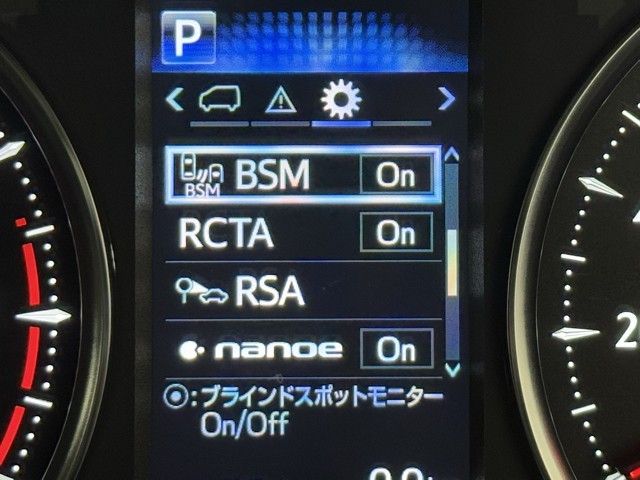 P
BSM BSM On
RCTA On
RSA
nanoe On
:ブラインドスポットモニター
On/Off
2